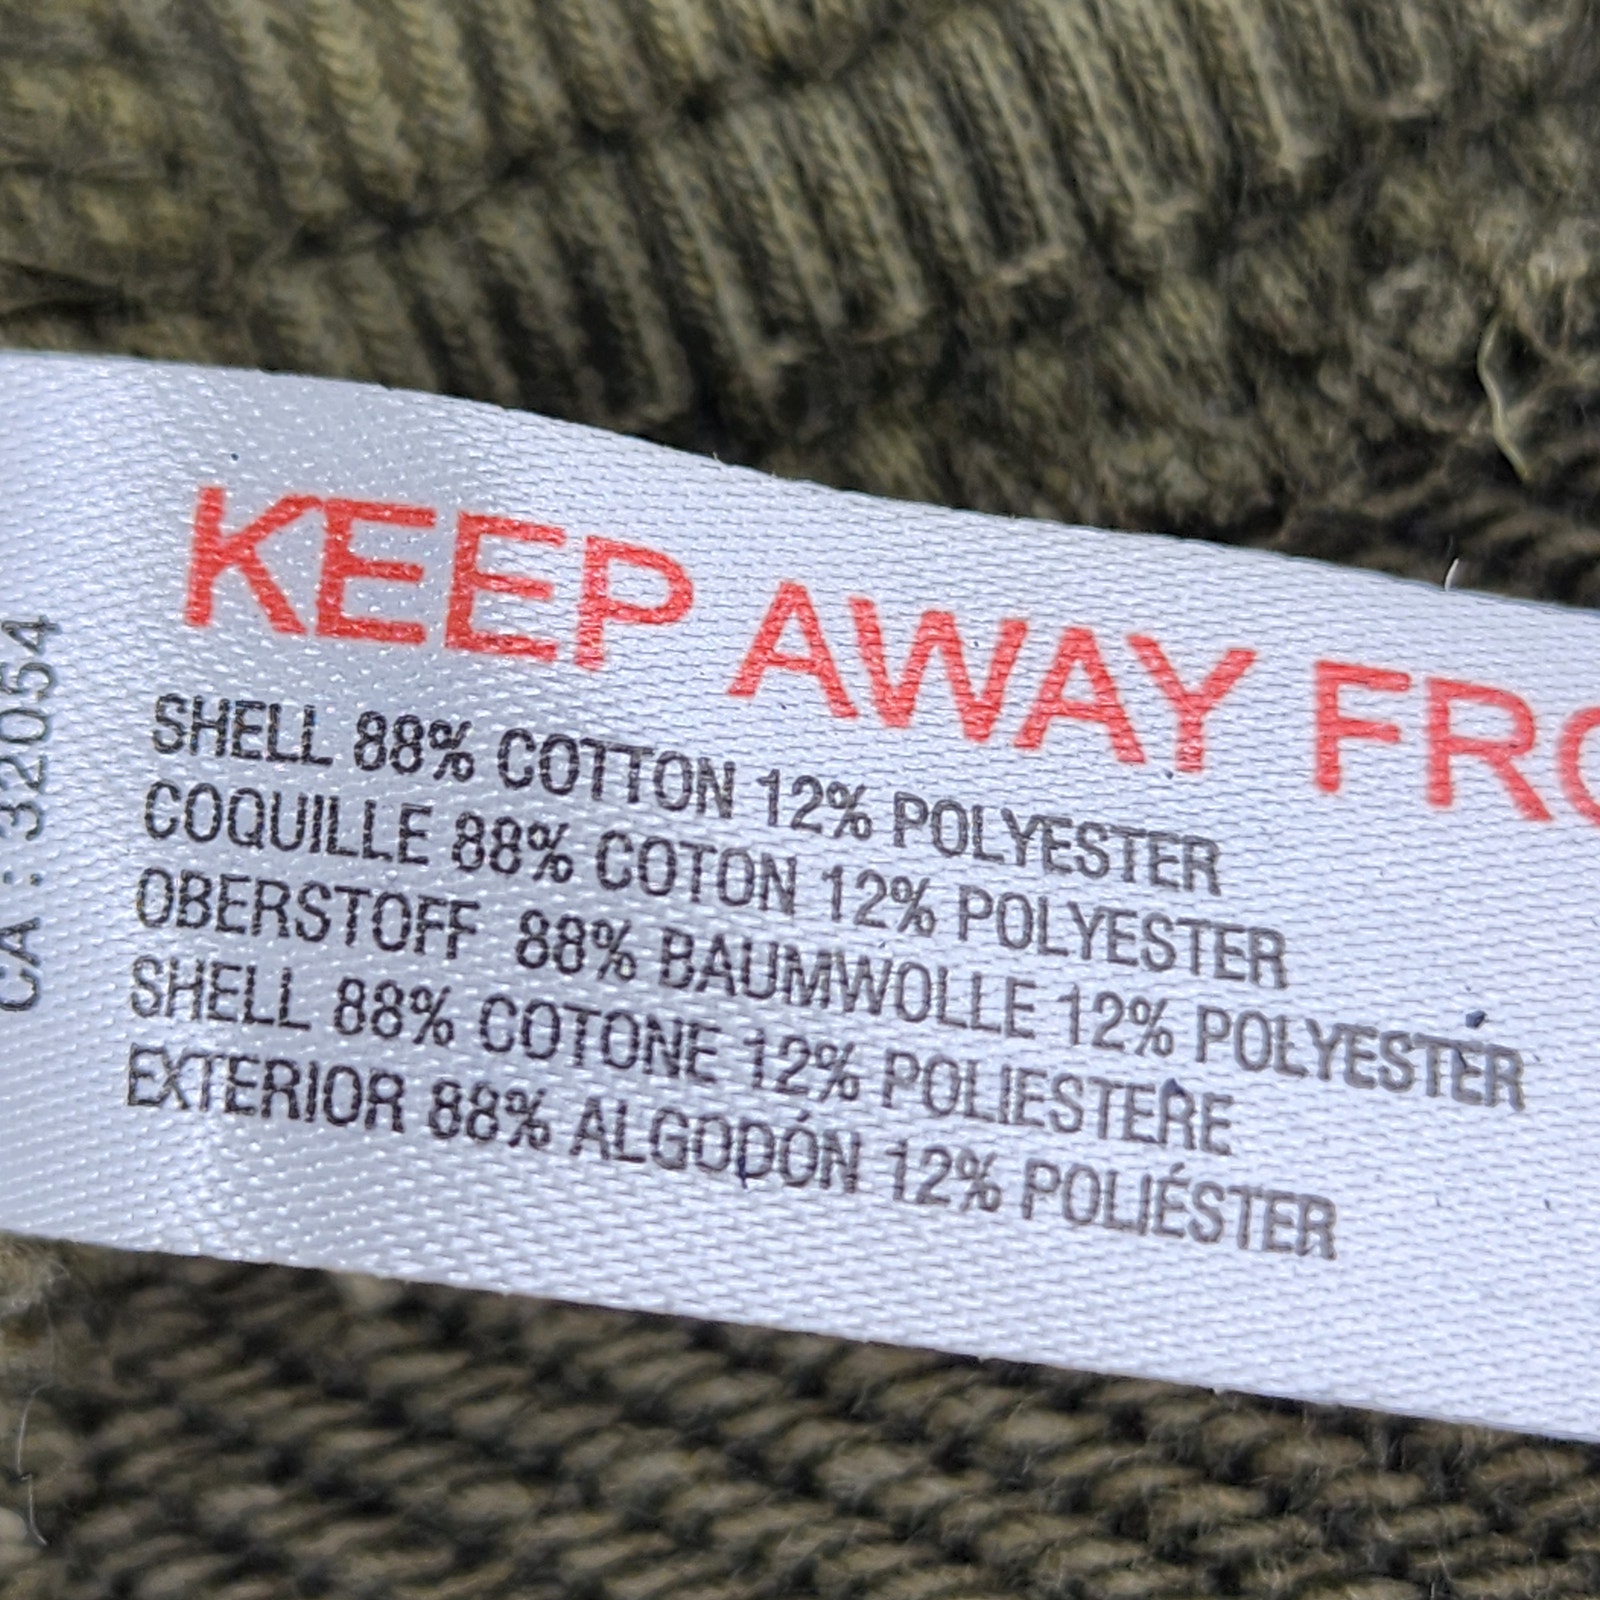 KEEP AWAY
SHELL 88% COTTON 12% POLYESTER
COQUILLE 88% COTON 12% POLYESTER
OBERSTOFF 88% BAUMWOLLE 12% POLYESTER
SHELL 88% COTONE 12% POLIESTERE
EXTERIOR 88% ALGODÓN 12% POLIÉSTER
CA : 32054